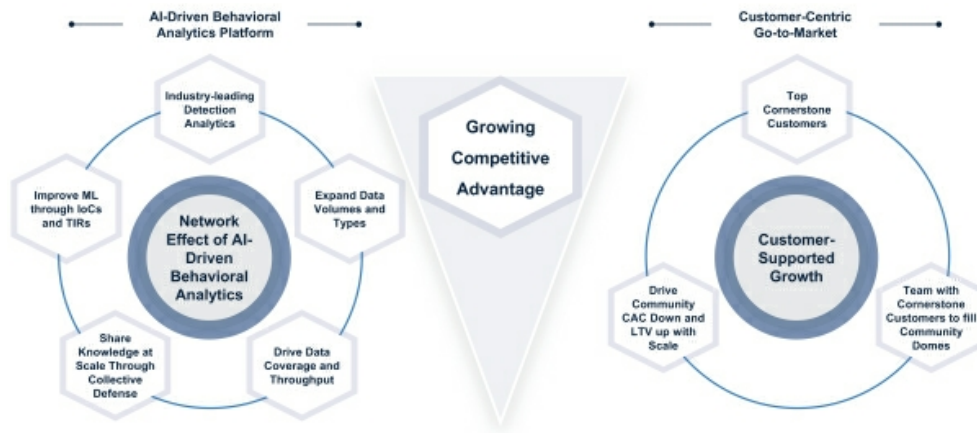 AI-Driven Behavioral
Analytics Platform
Industry-leading
Detection
Analytics
Improve ML
through IoCs
and TIRs
Expand Data
Volumes and
Types
Network
Effect of AI-
Driven
Behavioral
Analytics
Share
Knowledge at
Scale Through
Collective
Defense
Drive Data
Coverage and
Throughput
Growing
Competitive
Advantage
Customer-Centric
Go-to-Market
Top
Cornerstone
Customers
Customer-
Supported
Growth
Drive
Community
CAC Down and
LTV up with
Scale
Team with
Cornerstone
Customers to fill
Community
Domes